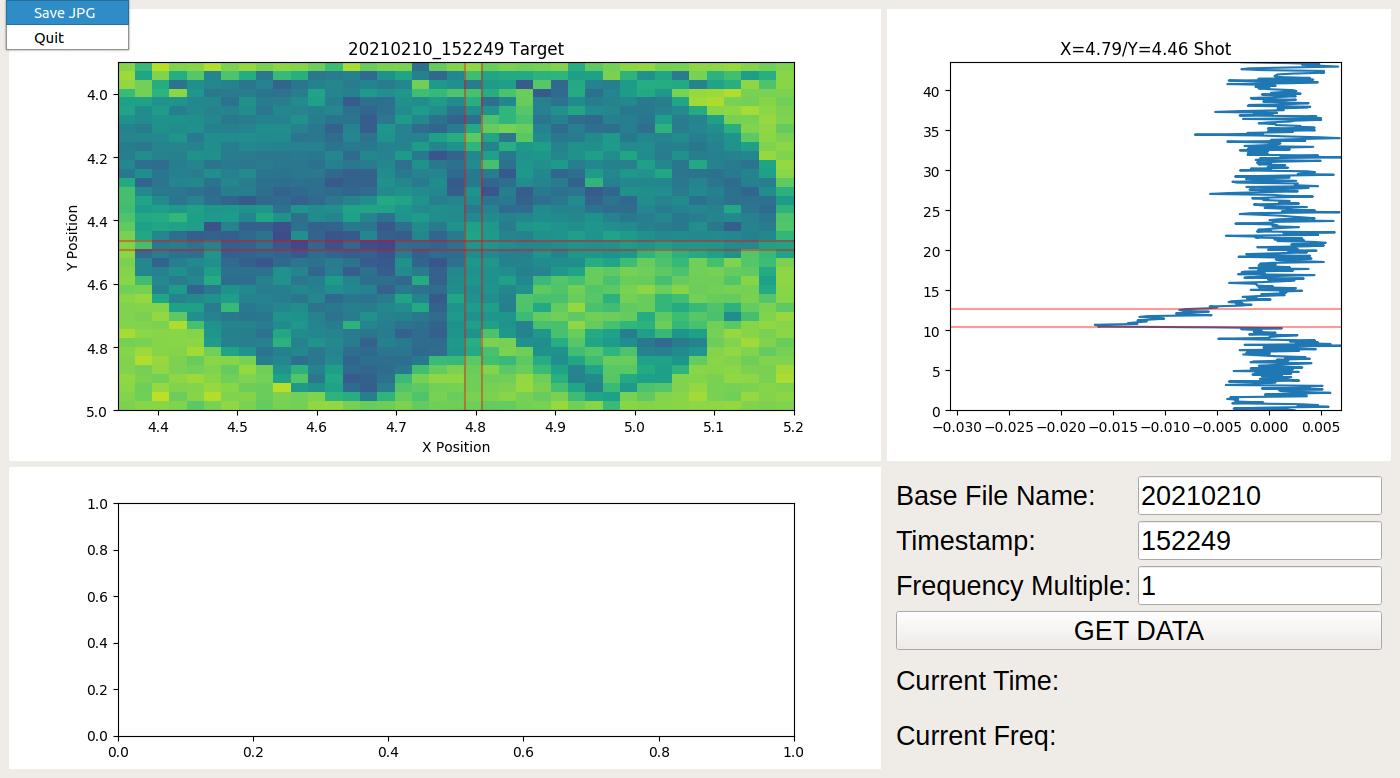 Save JPG
Quit
20210210_152249 Target
4.0
4.2
4.4
4.6
4.8
5.0
Y Position
4.4 4.5 4.6 4.7 4.8 4.9 5.0 5.1 5.2
X Position
X=4.79/Y=4.46 Shot
40
35
30
25
20
15
10
5
0
−0.030 −0.025 −0.020 −0.015 −0.010 −0.005 0.000 0.005
1.0
0.8
0.6
0.4
0.2
0.0
0.0 0.2 0.4 0.6 0.8 1.0
Base File Name: 20210210
Timestamp: 152249
Frequency Multiple: 1
GET DATA
Current Time:
Current Freq: